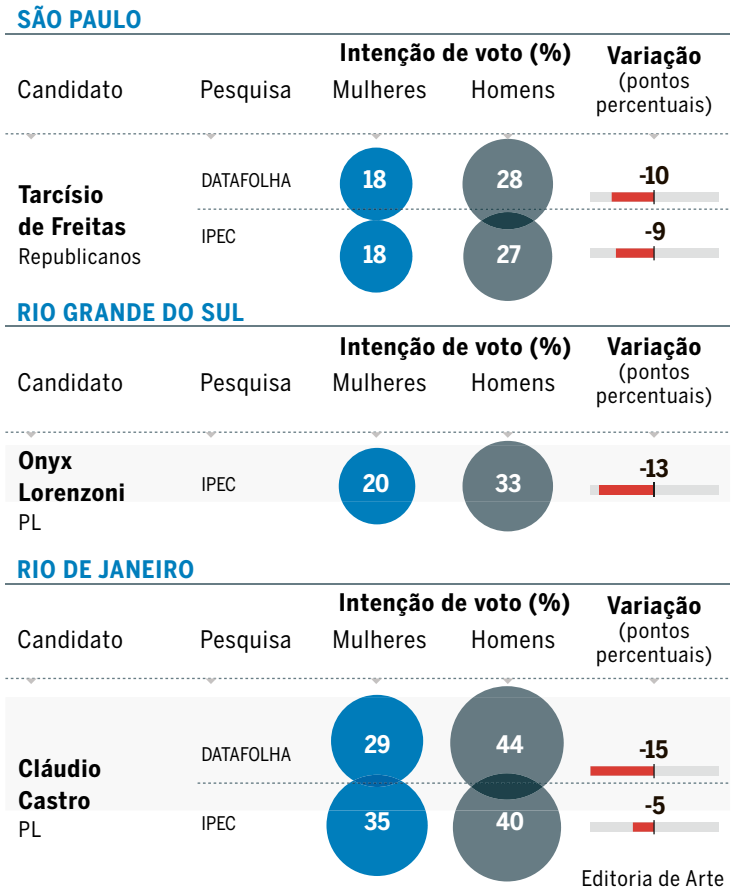 SÃO PAULO
Intenção de voto (%) Variação
(pontos
percentuais)
Candidato Pesquisa Mulheres Homens
Tarcísio
de Freitas
Republicanos
DATAFOLHA 18 28 -10
IPEC 18 27 -9
RIO GRANDE DO SUL
Intenção de voto (%) Variação
(pontos
percentuais)
Candidato Pesquisa Mulheres Homens
Onyx
Lorenzoni
PL
IPEC 20 33 -13
RIO DE JANEIRO
Intenção de voto (%) Variação
(pontos
percentuais)
Candidato Pesquisa Mulheres Homens
Cláudio
Castro
PL
DATAFOLHA 29 44 -15
IPEC 35 40 -5
Editoria de Arte